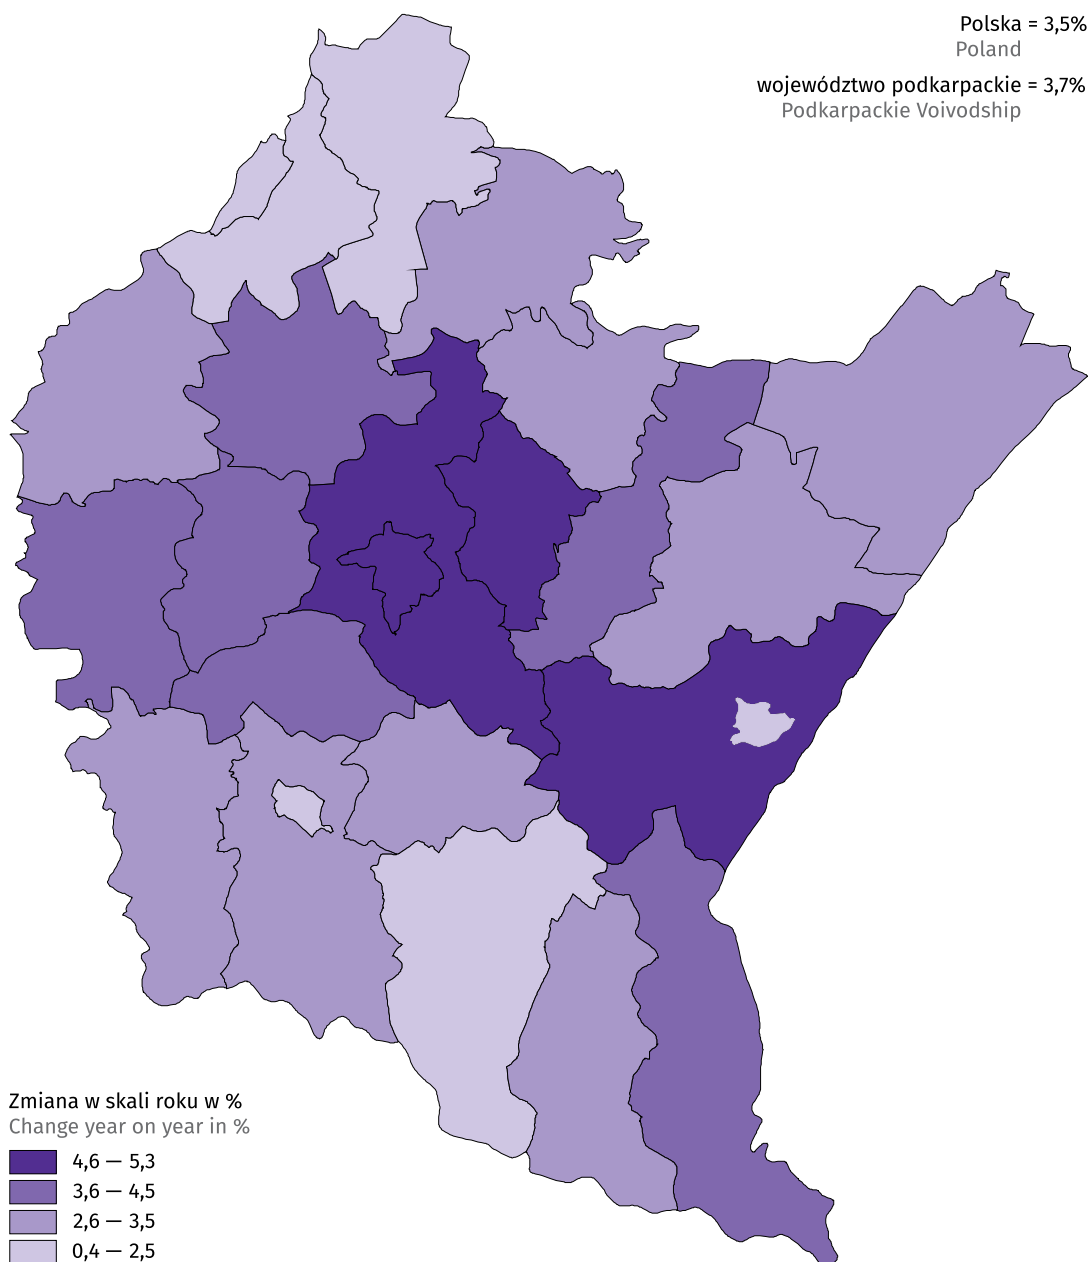 Polska = 3,5%
Poland
województwo podkarpackie = 3,7%
Podkarpackie Voivodship
Zmiana w skali roku w %
Change year on year in %
4,6 — 5,3
3,6 — 4,5
2,6 — 3,5
0,4 — 2,5